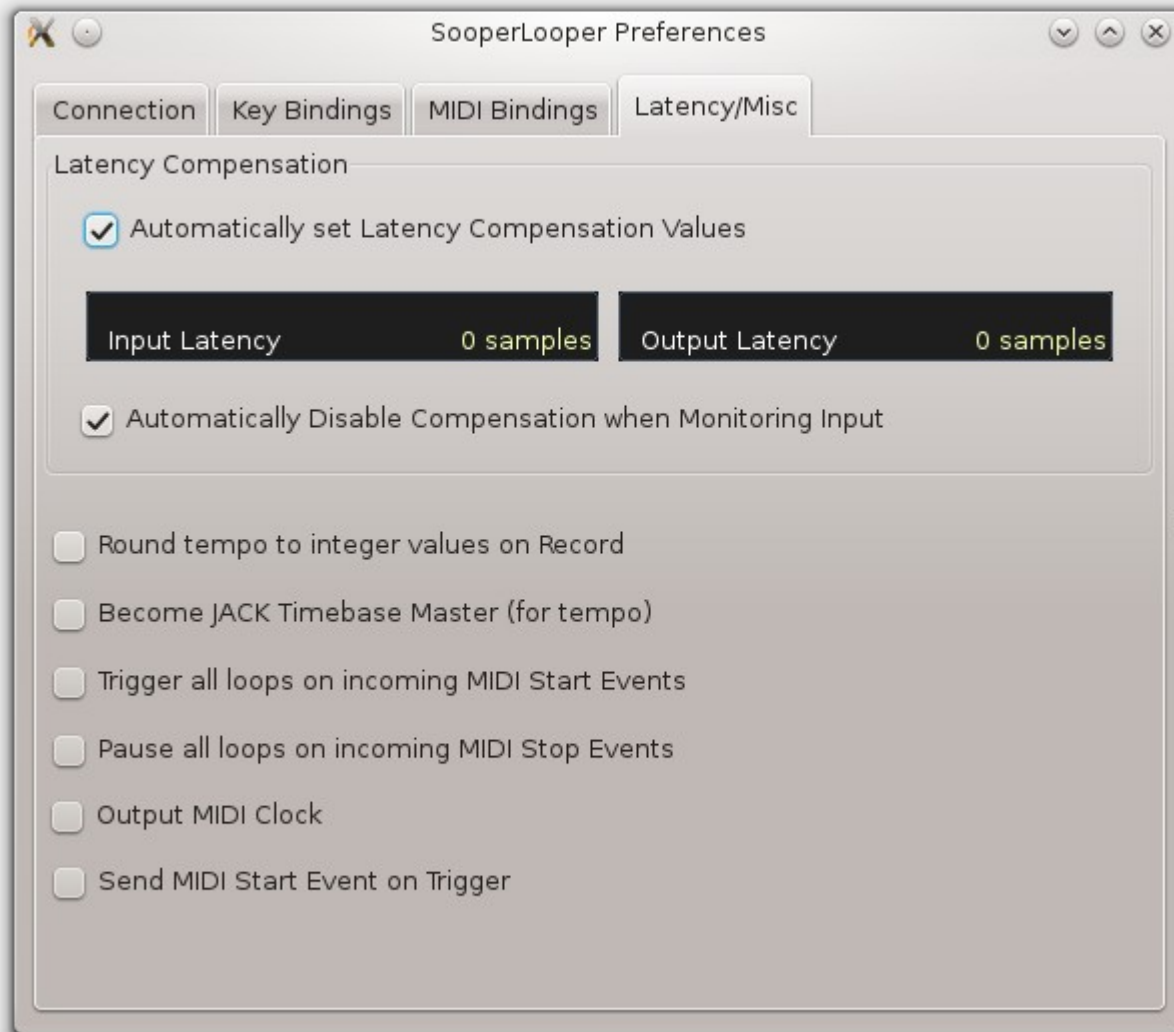 SooperLooper Preferences
Connection Key Bindings MIDI Bindings Latency/Misc
Latency Compensation
Automatically set Latency Compensation Values
Input Latency 0 samples Output Latency 0 samples
Automatically Disable Compensation when Monitoring Input
Round tempo to integer values on Record
Become JACK Timebase Master (for tempo)
Trigger all loops on incoming MIDI Start Events
Pause all loops on incoming MIDI Stop Events
Output MIDI Clock
Send MIDI Start Event on Trigger